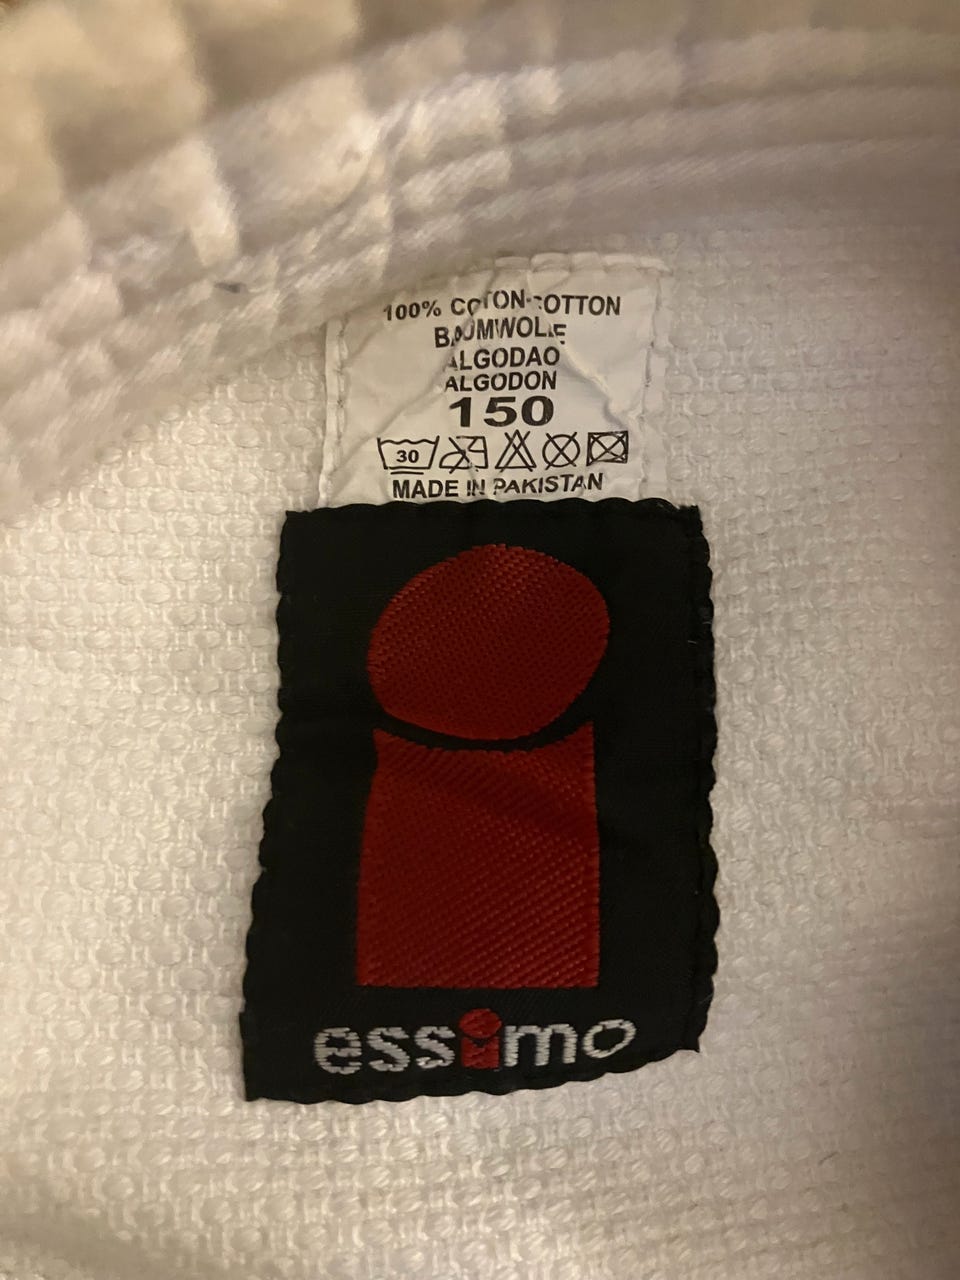 100% COTON-COTTON
BAUMWOLLE
ALGODAO
ALGODON
150
30
MADE IN PAKISTAN
essimo